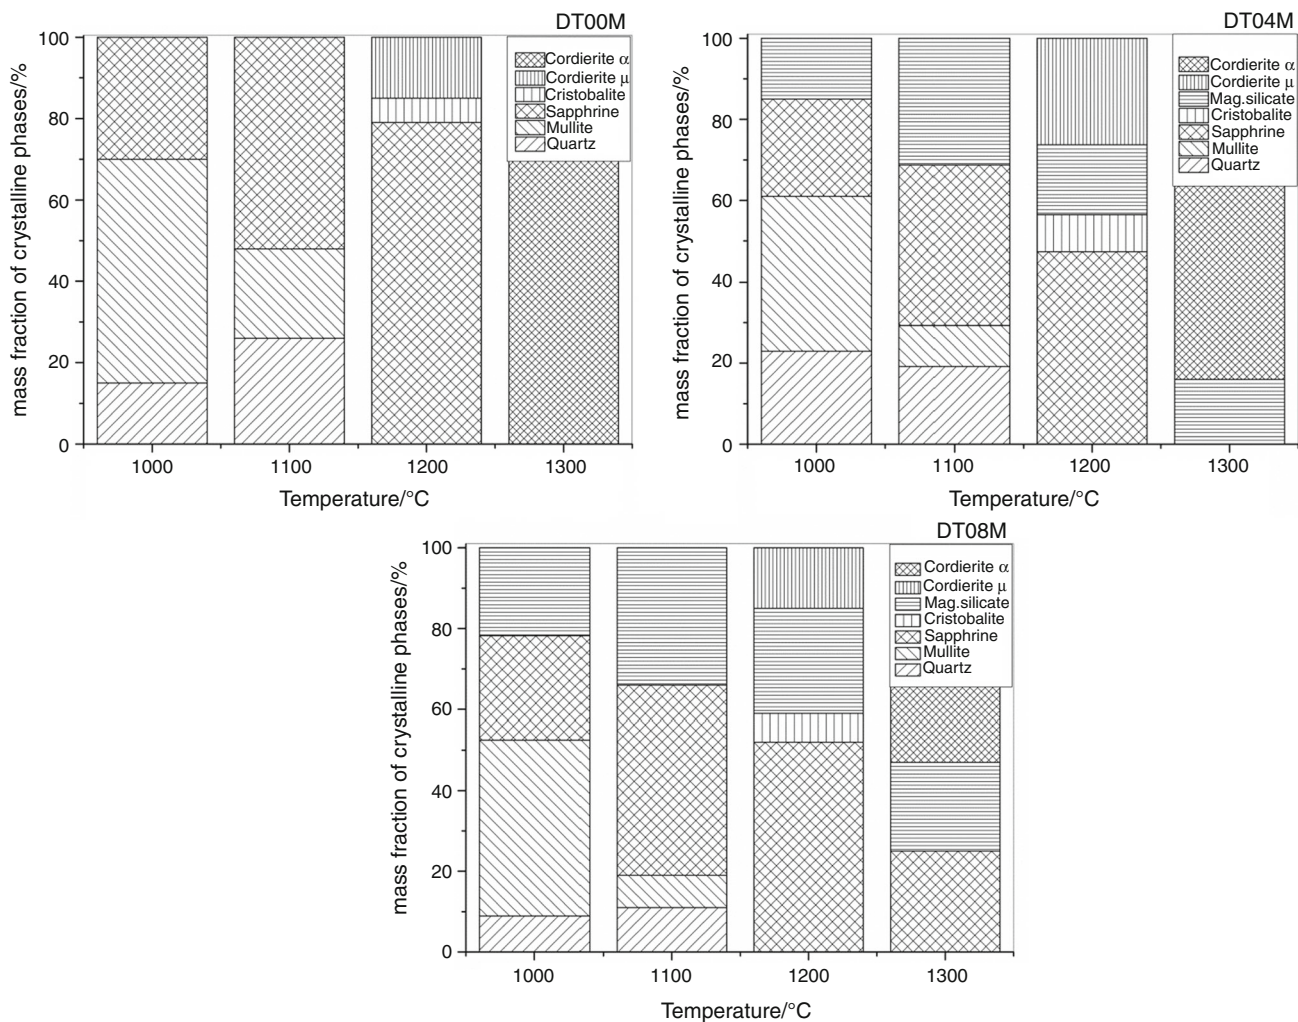 DT00M
mass fraction of crystalline phases/%
100
80
60
40
20
0
Cordierite α
Cordierite μ
Cristobalite
Sapphrine
Mullite
Quartz
1000 1100 1200 1300
Temperature/°C
DT04M
mass fraction of crystalline phases/%
100
80
60
40
20
0
Cordierite α
Cordierite μ
Mag.silicate
Cristobalite
Sapphrine
Mullite
Quartz
1000 1100 1200 1300
Temperature/°C
DT08M
mass fraction of crystalline phases/%
100
80
60
40
20
0
Cordierite α
Cordierite μ
Mag.silicate
Cristobalite
Sapphrine
Mullite
Quartz
1000 1100 1200 1300
Temperature/°C